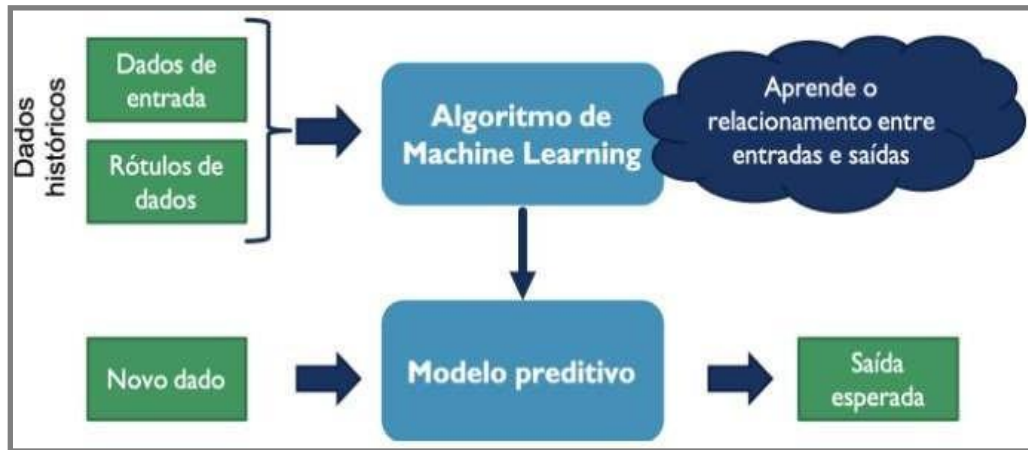 Dados
históricos
Dados de
entrada
Rótulos de
dados
Algoritmo de
Machine Learning
Aprende o
relacionamento entre
entradas e saídas
Novo dado
Modelo preditivo
Saída
esperada